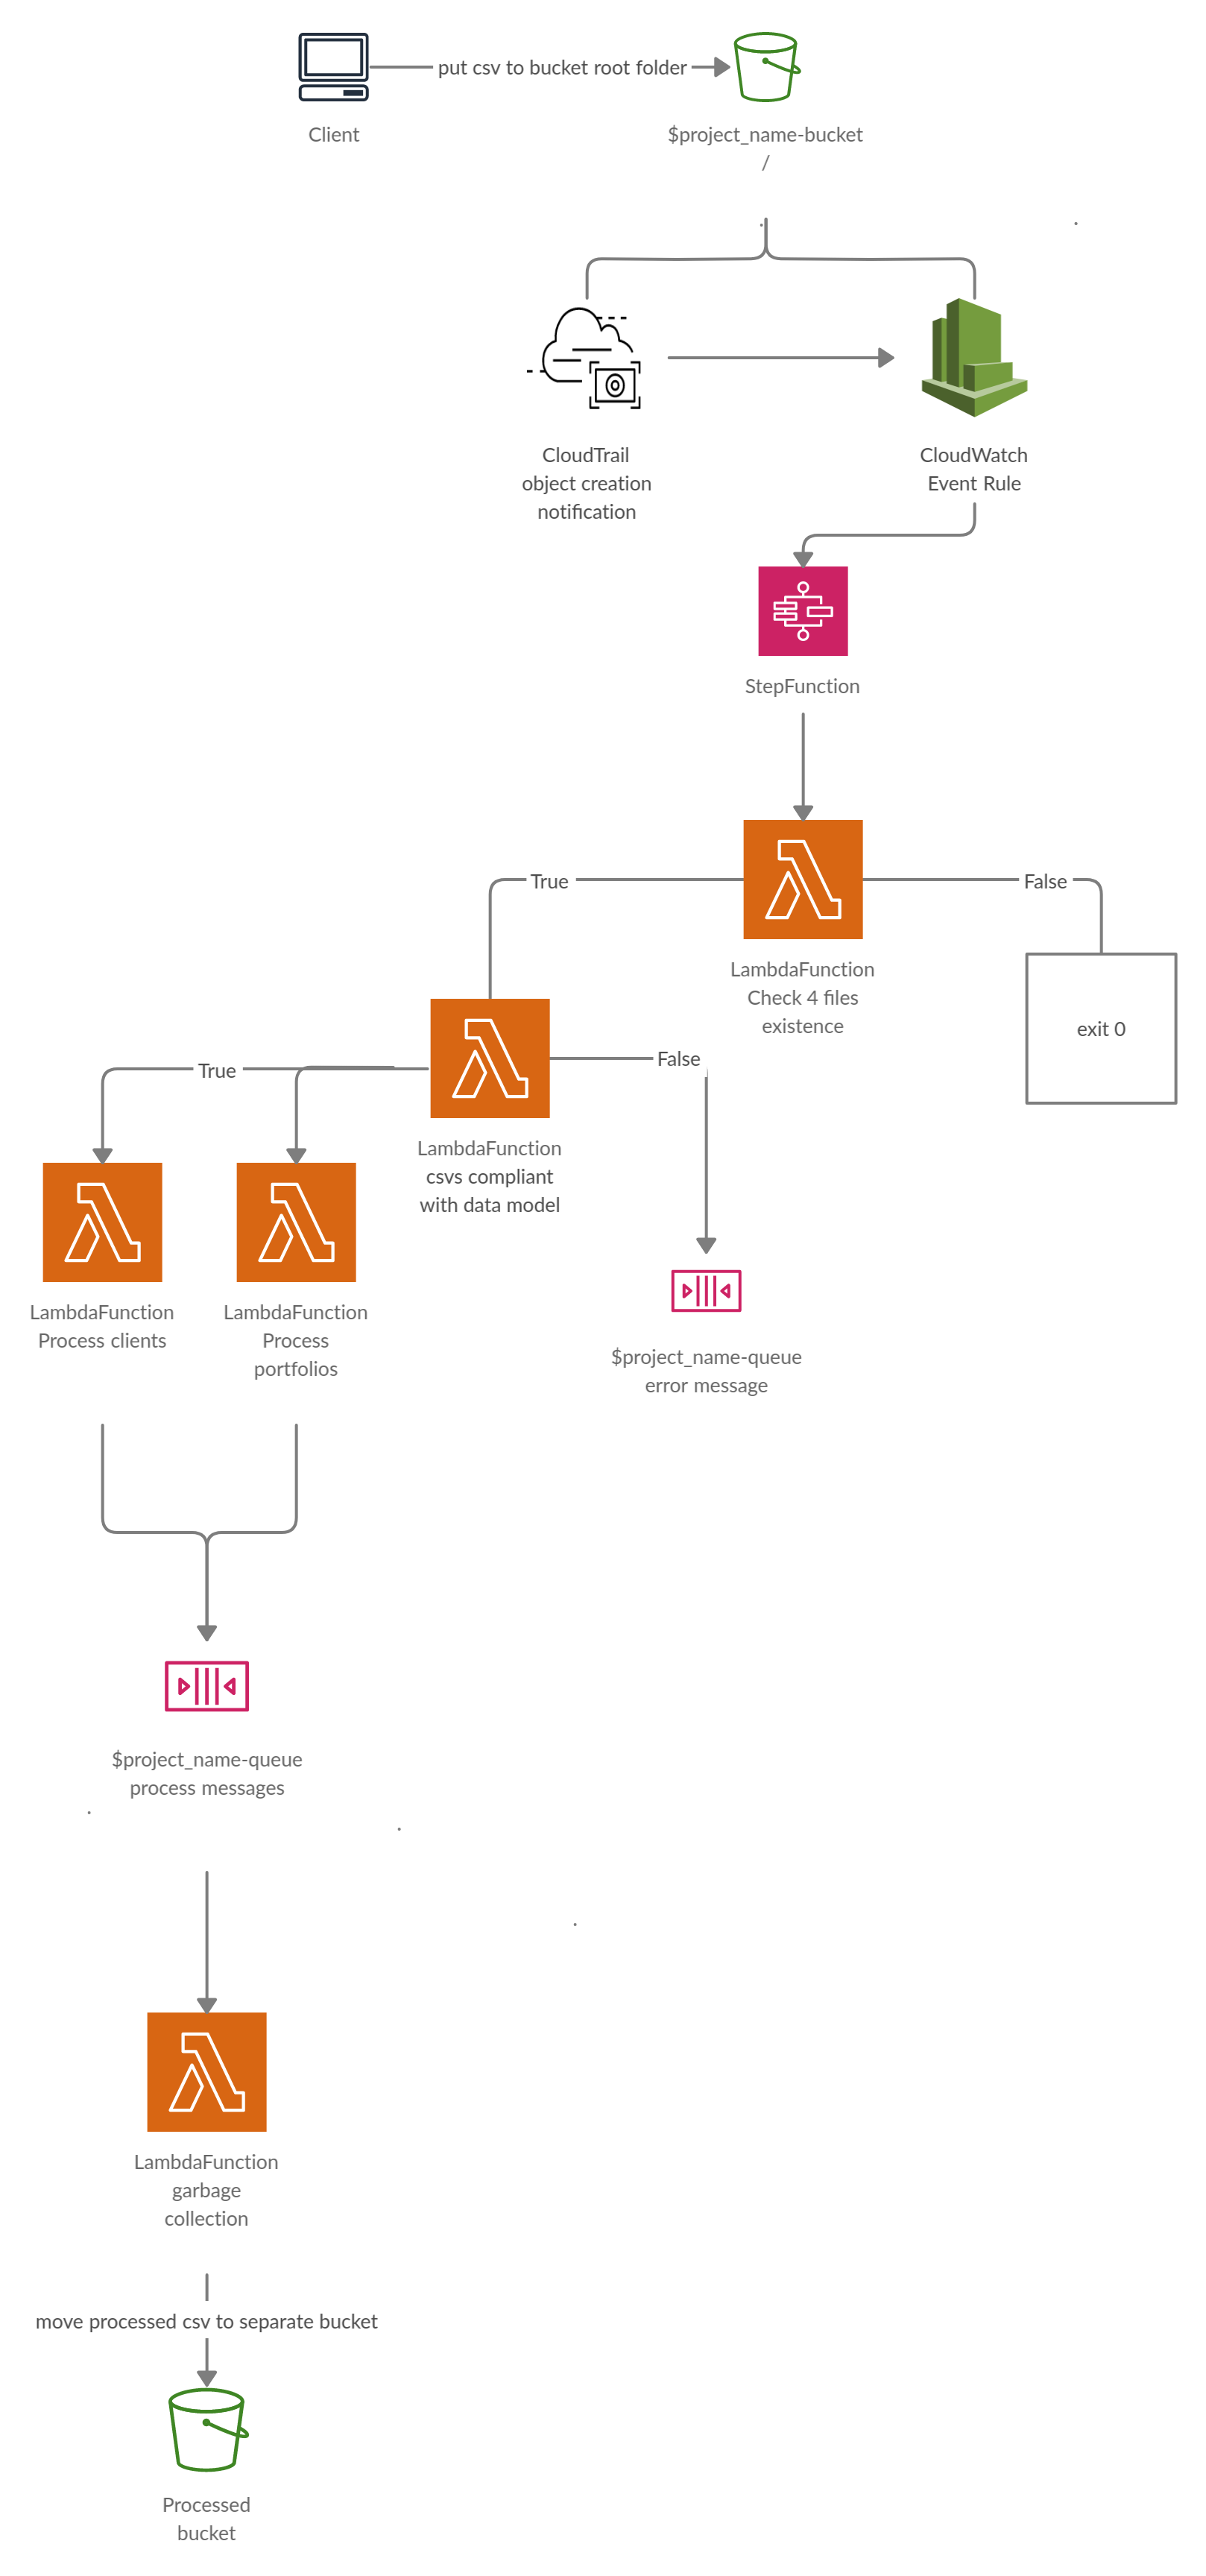 put csv to bucket root folder
Client
$project_name-bucket
/
CloudTrail
object creation
notification
CloudWatch
Event Rule
StepFunction
True
False
LambdaFunction
Check 4 files
existence
exit 0
True
False
LambdaFunction
csvs compliant
with data model
LambdaFunction
Process clients
LambdaFunction
Process
portfolios
$project_name-queue
error message
$project_name-queue
process messages
LambdaFunction
garbage
collection
move processed csv to separate bucket
Processed
bucket